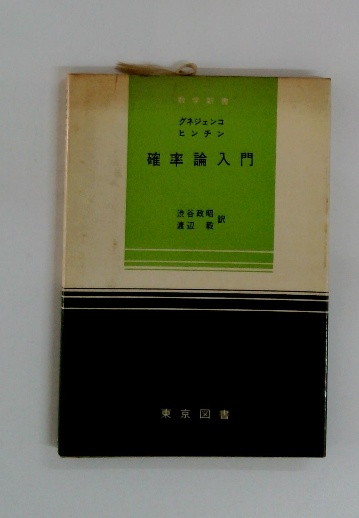 数学新書
グネジェンコ
ヒンチン
確率論入門
渋谷政昭
渡辺毅 訳
東京図書